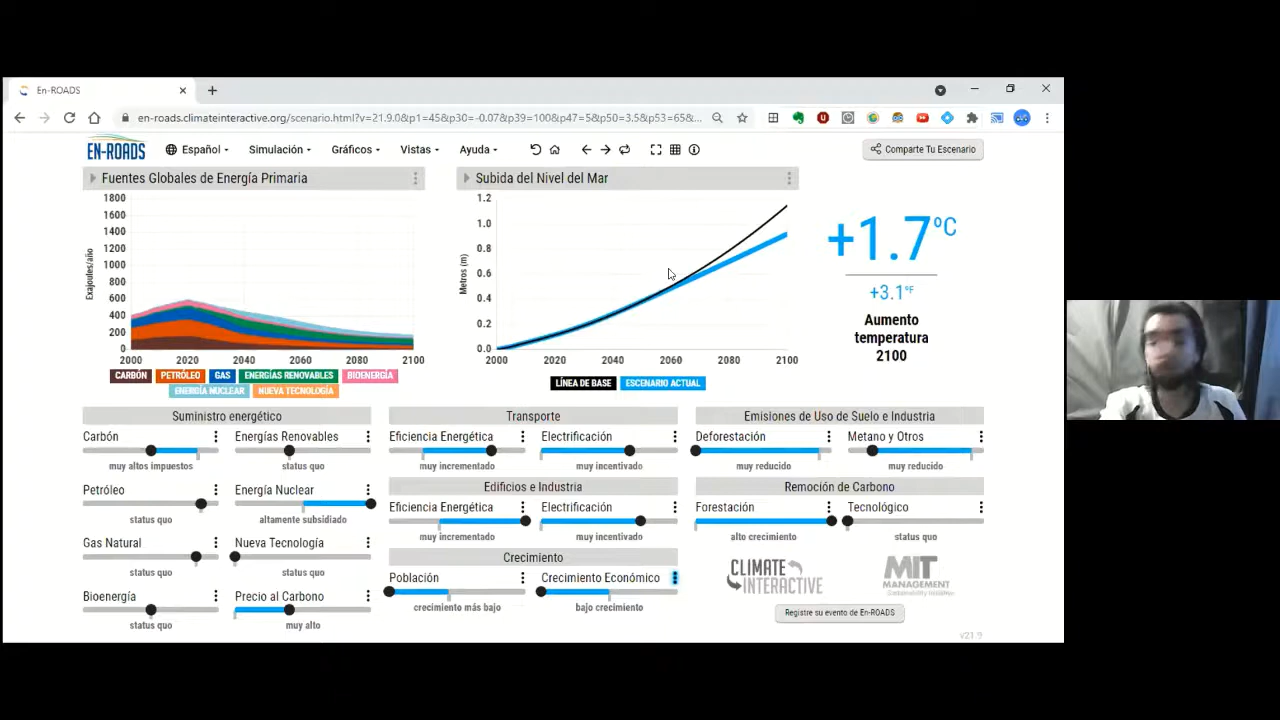 En-ROADS
en-roads.climateinteractive.org/scenario.html?v=21.9.0&p1=45&p30=-0.07&p39=100&p47=5&p50=3.5&p53=65&...
EN-ROADS
Español
Simulación
Gráficos
Vistas
Ayuda
Comparte Tu Escenario
Fuentes Globales de Energía Primaria
Exajoules/año
1800
1600
1400
1200
1000
800
600
400
200
0
2000 2020 2040 2060 2080 2100
CARBÓN PETRÓLEO GAS ENERGÍAS RENOVABLES BIOENERGÍA
ENERGÍA NUCLEAR NUEVA TECNOLOGÍA
Subida del Nivel del Mar
Metros (m)
1.2
1.0
0.8
0.6
0.4
0.2
0.0
2000 2020 2040 2060 2080 2100
LÍNEA DE BASE ESCENARIO ACTUAL
+1.7ºC
+3.1ºF
Aumento
temperatura
2100
Suministro energético
Carbón
muy altos impuestos
Energías Renovables
status quo
Petróleo
status quo
Energía Nuclear
altamente subsidiado
Gas Natural
status quo
Nueva Tecnología
status quo
Bioenergía
status quo
Precio al Carbono
muy alto
Transporte
Eficiencia Energética
muy incrementado
Electrificación
muy incentivado
Edificios e Industria
Eficiencia Energética
muy incrementado
Electrificación
muy incentivado
Crecimiento
Población
crecimiento más bajo
Crecimiento Económico
bajo crecimiento
Emisiones de Uso de Suelo e Industria
Deforestación
muy reducido
Metano y Otros
muy reducido
Remoción de Carbono
Forestación
alto crecimiento
Tecnológico
status quo
CLIMATE
INTERACTIVE
MIT
MANAGEMENT
Sustainability Initiative
Registre su evento de En-ROADS
v21.9